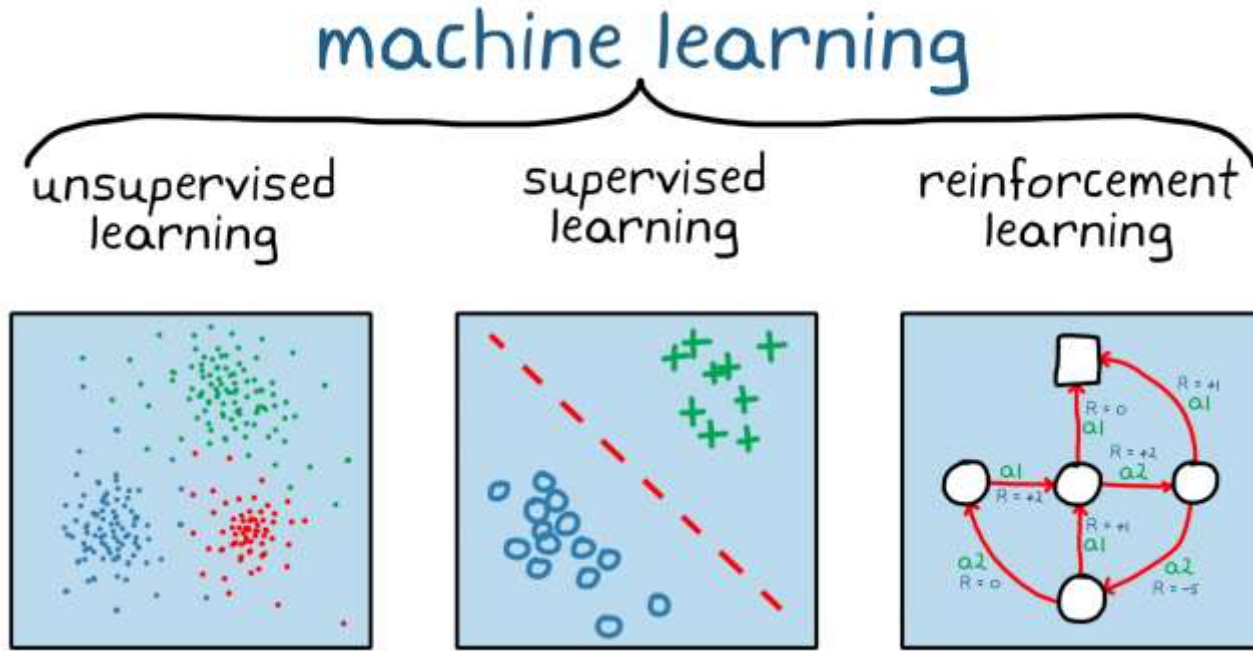 machine learning
unsupervised
learning
supervised
learning
reinforcement
learning
R = +1
a1
R = 0
a1
R = +2
a1
a2
R = +2
R = +1
a1
a2
R = 0
a2
R = -5